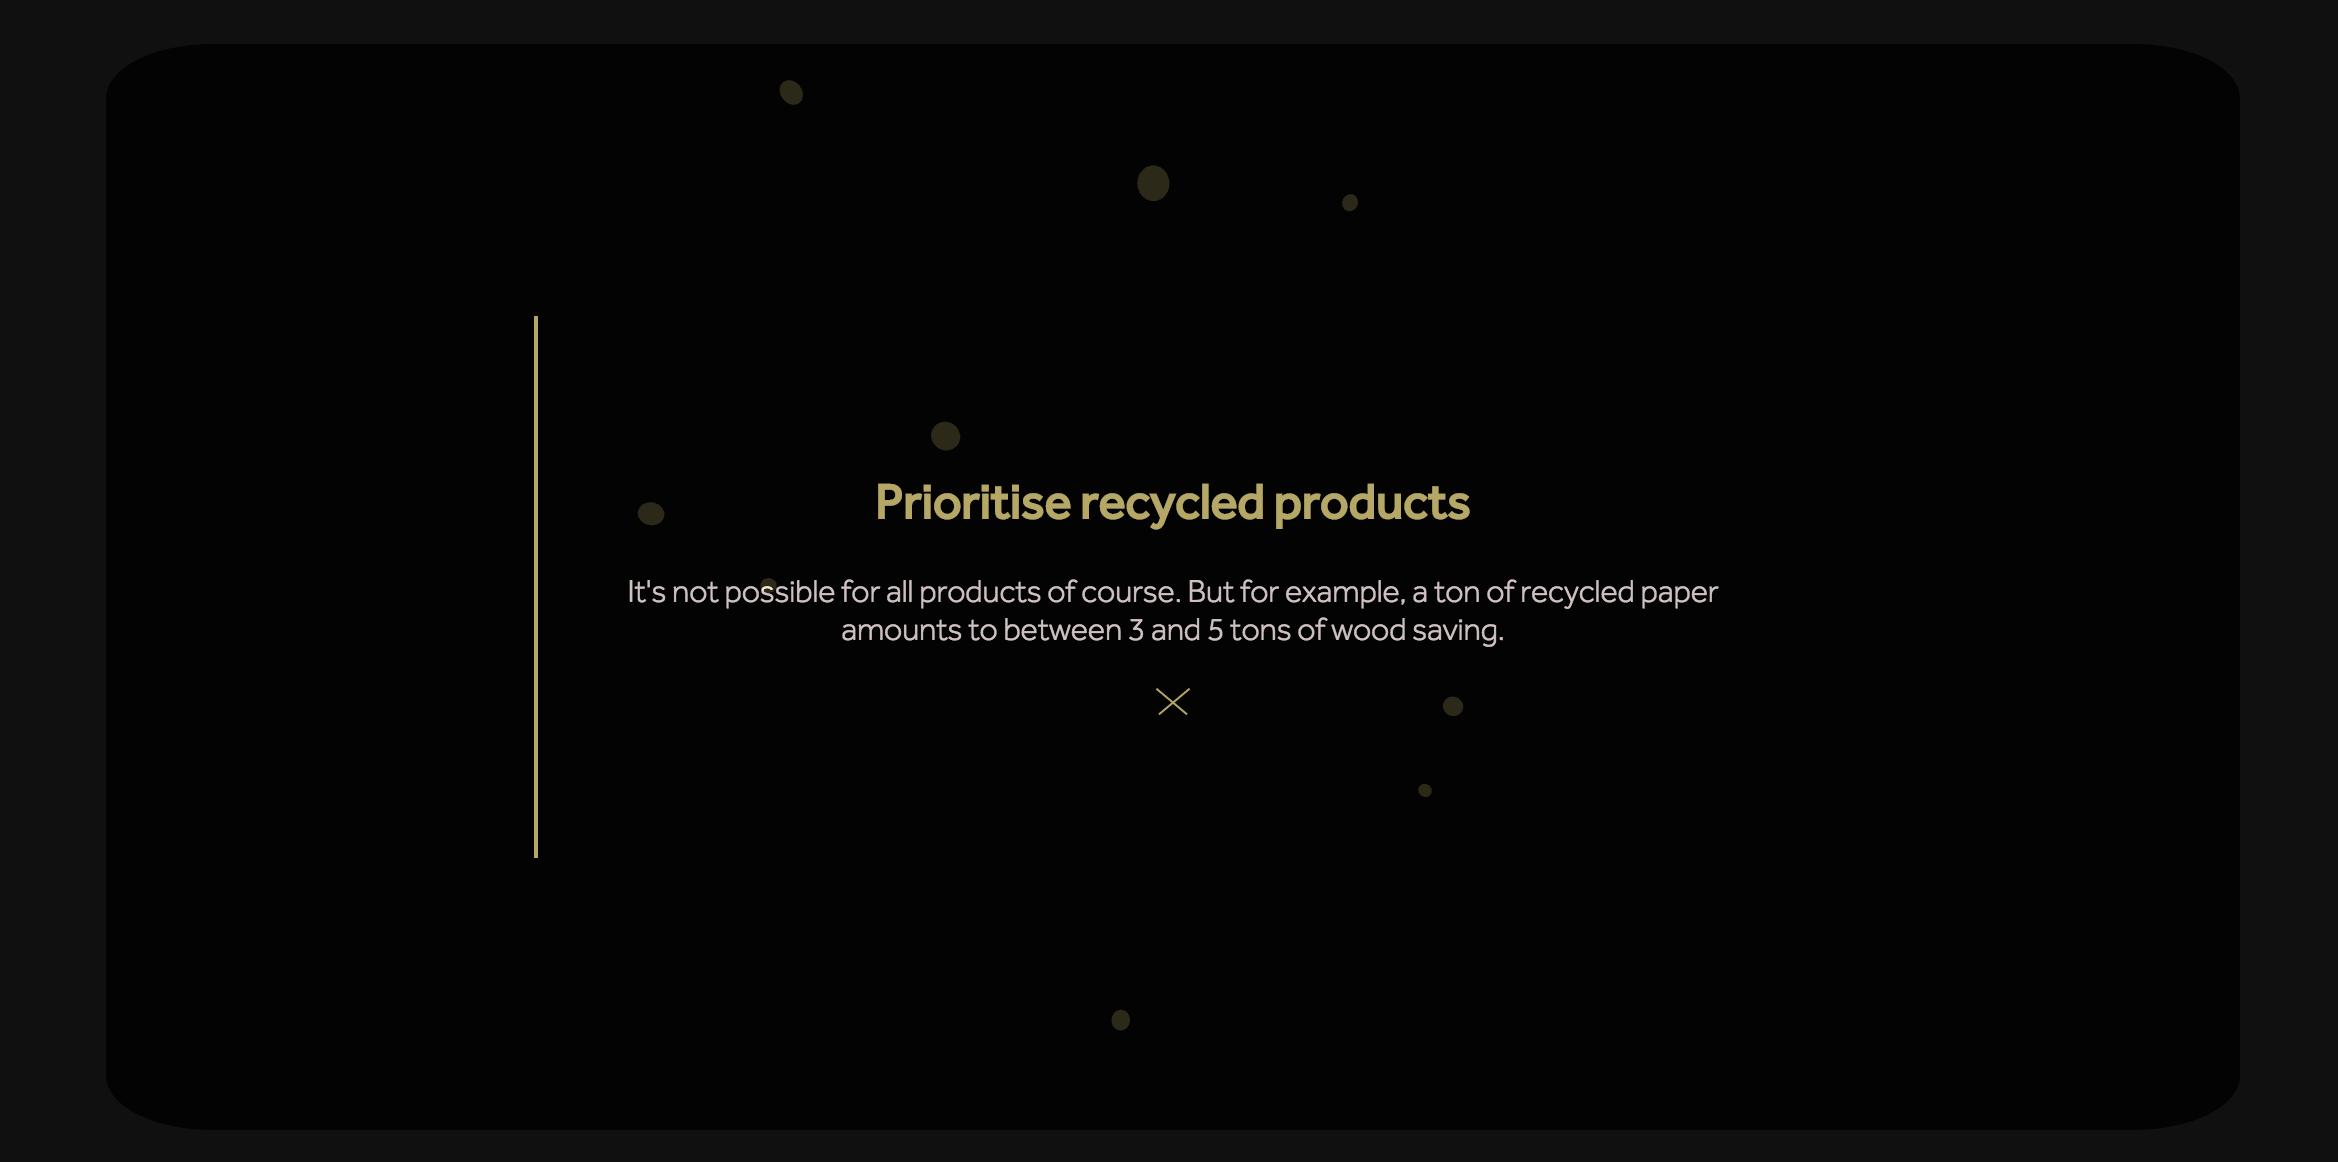 Prioritise recycled products
It's not possible for all products of course. But for example, a ton of recycled paper
amounts to between 3 and 5 tons of wood saving.